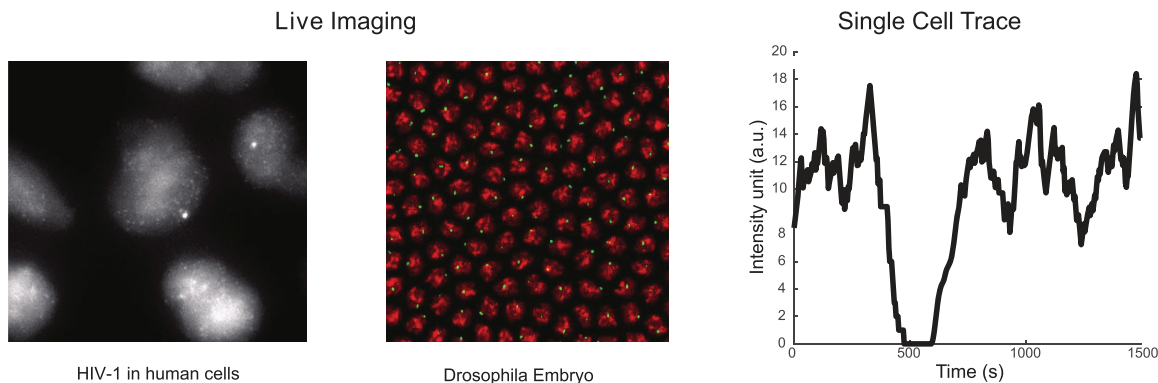 Live Imaging
Single Cell Trace
20
18
16
14
12
10
8
6
4
2
0
Intensity unit (a.u.)
0
500
1000
1500
Time (s)
HIV-1 in human cells
Drosophila Embryo